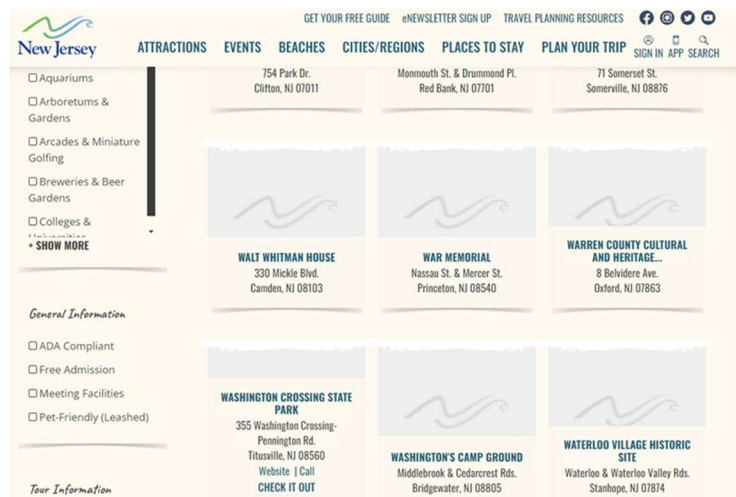 GET YOUR FREE GUIDE eNEWSLETTER SIGN UP TRAVEL PLANNING RESOURCES
New Jersey
ATTRACTIONS EVENTS BEACHES CITIES/REGIONS PLACES TO STAY PLAN YOUR TRIP SIGN IN APP SEARCH
Aquariums
Arboretums &
Gardens
Arcades & Miniature
Golfing
Breweries & Beer
Gardens
Colleges &
Universities
+ SHOW MORE
General Information
ADA Compliant
Free Admission
Meeting Facilities
Pet-Friendly (Leashed)
Tour Information
754 Park Dr.
Clifton, NJ 07011
Monmouth St. & Drummond Pl.
Red Bank, NJ 07701
71 Somerset St.
Somerville, NJ 08876
WALT WHITMAN HOUSE
330 Mickle Blvd.
Camden, NJ 08103
WAR MEMORIAL
Nassau St. & Mercer St.
Princeton, NJ 08540
WARREN COUNTY CULTURAL
AND HERITAGE...
8 Belvidere Ave.
Oxford, NJ 07863
WASHINGTON CROSSING STATE
PARK
355 Washington Crossing-
Pennington Rd.
Titusville, NJ 08560
Website | Call
CHECK IT OUT
WASHINGTON'S CAMP GROUND
Middlebrook & Cedarcrest Rds.
Bridgewater, NJ 08805
WATERLOO VILLAGE HISTORIC
SITE
Waterloo & Waterloo Valley Rds.
Stanhope, NJ 07874